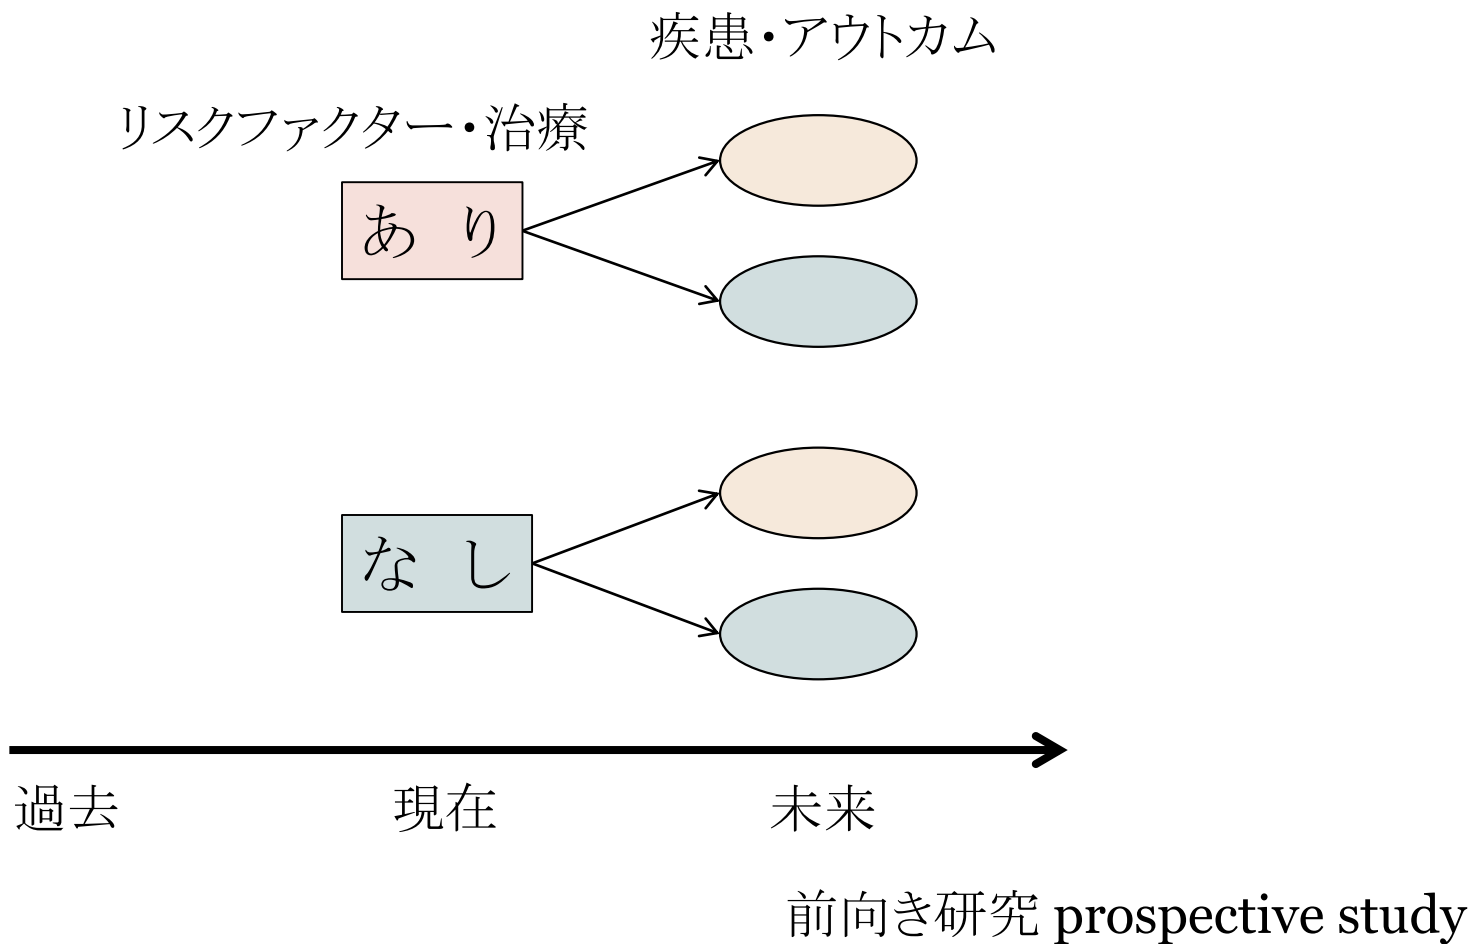 疾患・アウトカム
リスクファクター・治療
あ り
な し
過去 現在 未来
前向き研究 prospective study